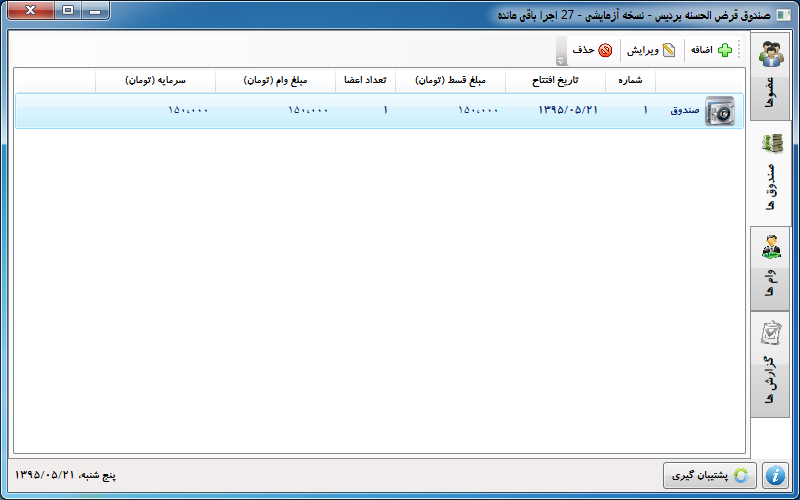 صندوق قرض الحسنه پردیس - نسخه آزمایشی - 27 اجرا باقی مانده
اضافه
ویرایش
حذف
شماره
تاریخ افتتاح
مبلغ قسط (تومان)
تعداد اعضا
مبلغ وام (تومان)
سرمایه (تومان)
صندوق
۱
۱۳۹۵/۰۵/۲۱
۱۵۰،۰۰۰
۱
۱۵۰،۰۰۰
۱۵۰،۰۰۰
عضوها
صندوق ها
وام ها
گزارش ها
پشتیبان گیری
پنج شنبه، ۱۳۹۵/۰۵/۲۱